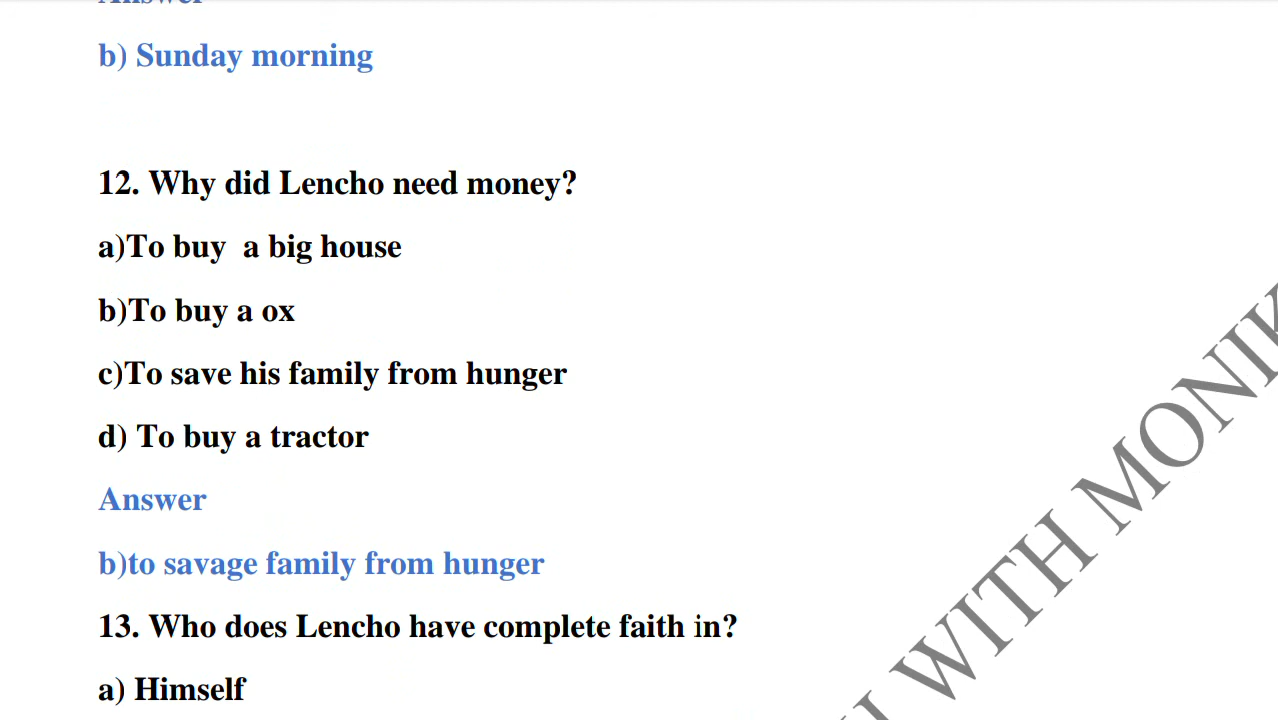 Answer
b) Sunday morning
12. Why did Lencho need money?
a)To buy  a big house
b)To buy a ox
c)To save his family from hunger
d) To buy a tractor
Answer
b)to savage family from hunger
13. Who does Lencho have complete faith in?
a) Himself
WITH MONIK